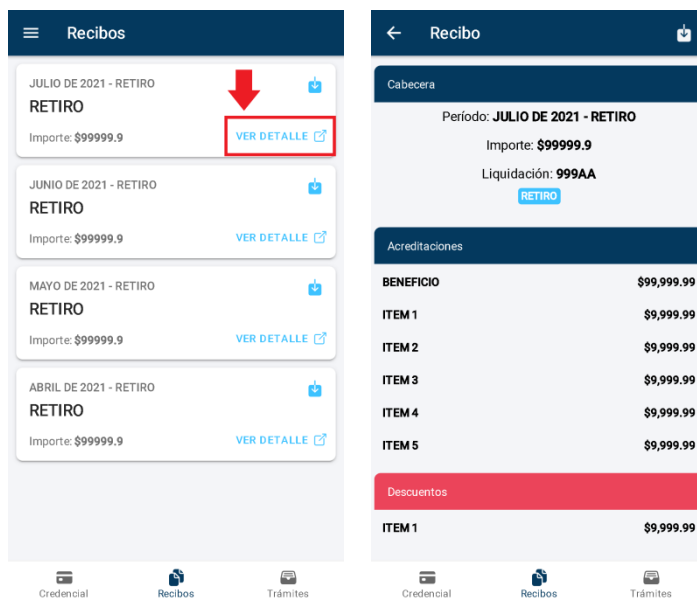 Recibos
JULIO DE 2021 - RETIRO
RETIRO
Importe: $99999.9
VER DETALLE
JUNIO DE 2021 - RETIRO
RETIRO
Importe: $99999.9
VER DETALLE
MAYO DE 2021 - RETIRO
RETIRO
Importe: $99999.9
VER DETALLE
ABRIL DE 2021 - RETIRO
RETIRO
Importe: $99999.9
VER DETALLE
Credencial
Recibos
Trámites
Recibo
Cabecera
Período: JULIO DE 2021 - RETIRO
Importe: $99999.9
Liquidación: 999AA
RETIRO
Acreditaciones
BENEFICIO $99,999.99
ITEM 1 $9,999.99
ITEM 2 $9,999.99
ITEM 3 $9,999.99
ITEM 4 $9,999.99
ITEM 5 $9,999.99
Descuentos
ITEM 1 $9,999.99
Credencial
Recibos
Trámites